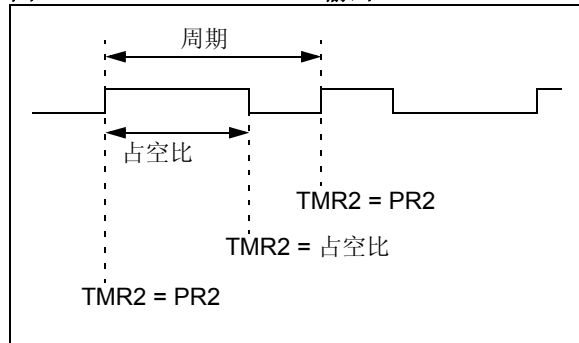 周期
占空比
TMR2 = PR2
TMR2 = 占空比
TMR2 = PR2